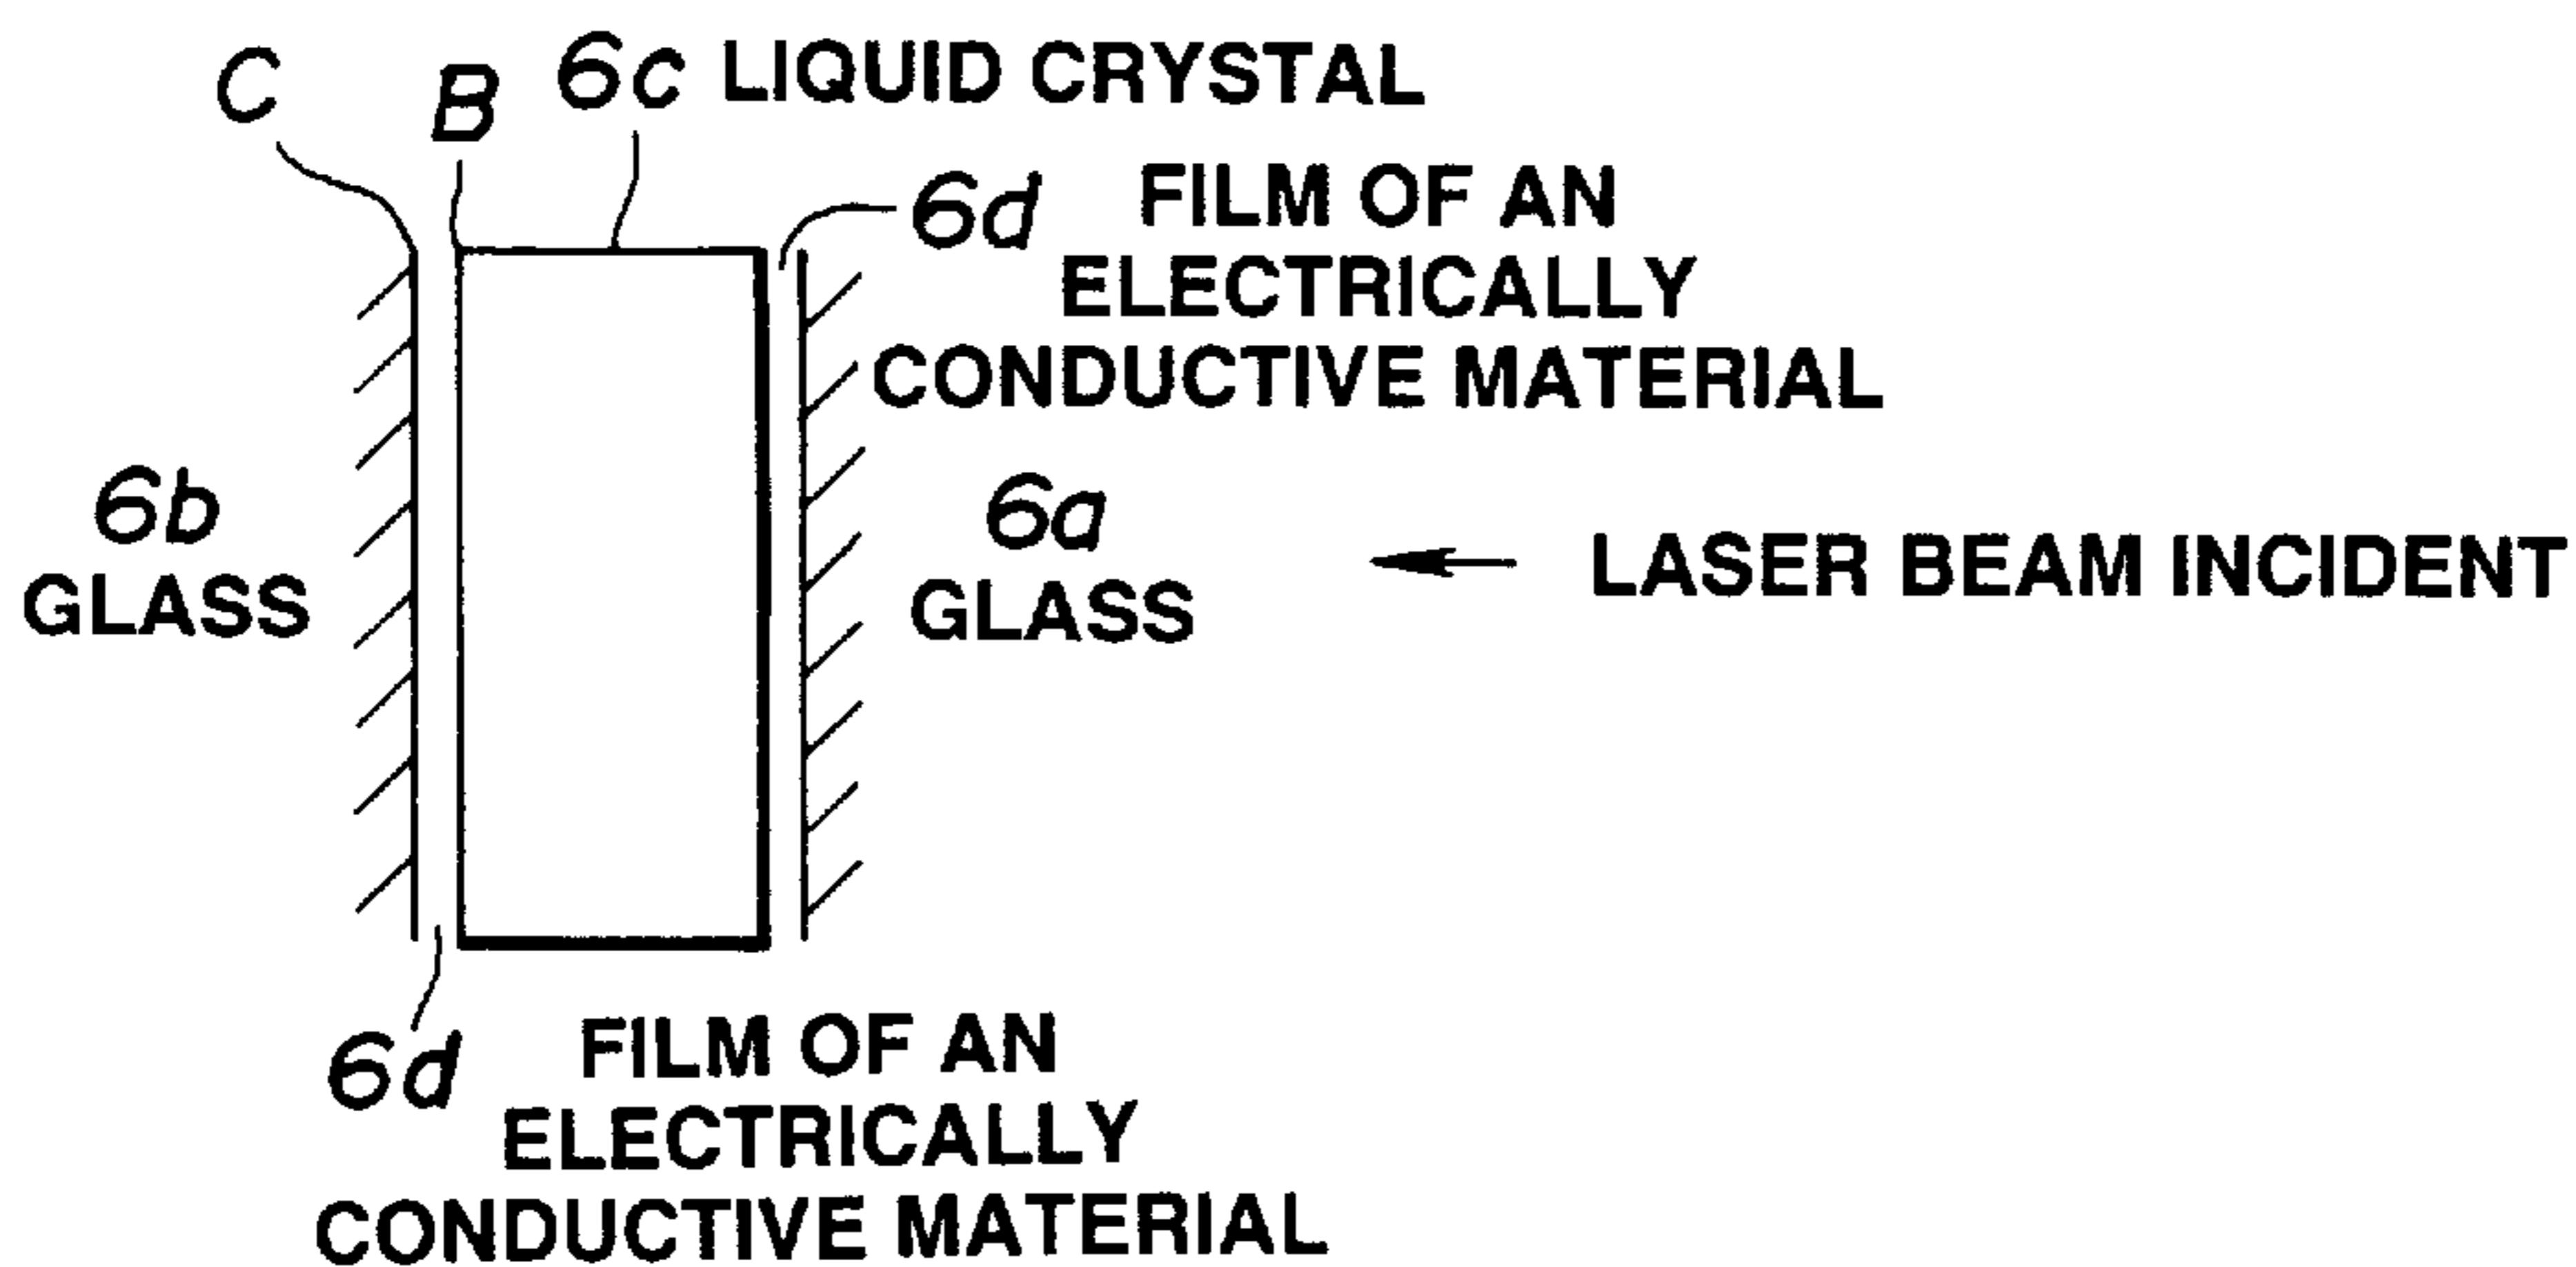 C B 6c LIQUID CRYSTAL
6d FILM OF AN
ELECTRICALLY
CONDUCTIVE MATERIAL
6b
GLASS
6a
GLASS
LASER BEAM INCIDENT
6d FILM OF AN
ELECTRICALLY
CONDUCTIVE MATERIAL